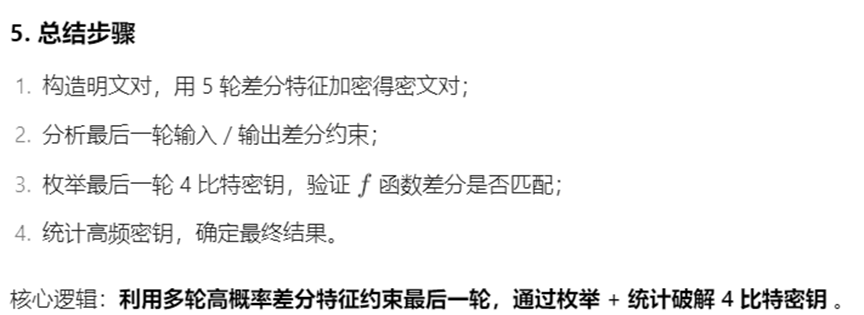 5. 总结步骤
1. 构造明文对，用 5 轮差分特征加密得密文对；
2. 分析最后一轮输入 / 输出差分约束；
3. 枚举最后一轮 4 比特密钥，验证 f 函数差分是否匹配；
4. 统计高频密钥，确定最终结果。
核心逻辑：利用多轮高概率差分特征约束最后一轮，通过枚举 + 统计破解 4 比特密钥 。